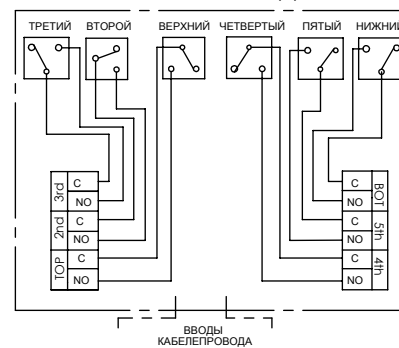 ТРЕТИЙ ВТОРОЙ ВЕРХНИЙ ЧЕТВЕРТЫЙ ПЯТЫЙ НИЖНИЙ
3rd C
NO
2nd C
NO
TOP C
NO
C BOT
NO
C 5th
NO
C 4th
NO
ВВОДЫ
КАБЕЛЕПРОВОДА